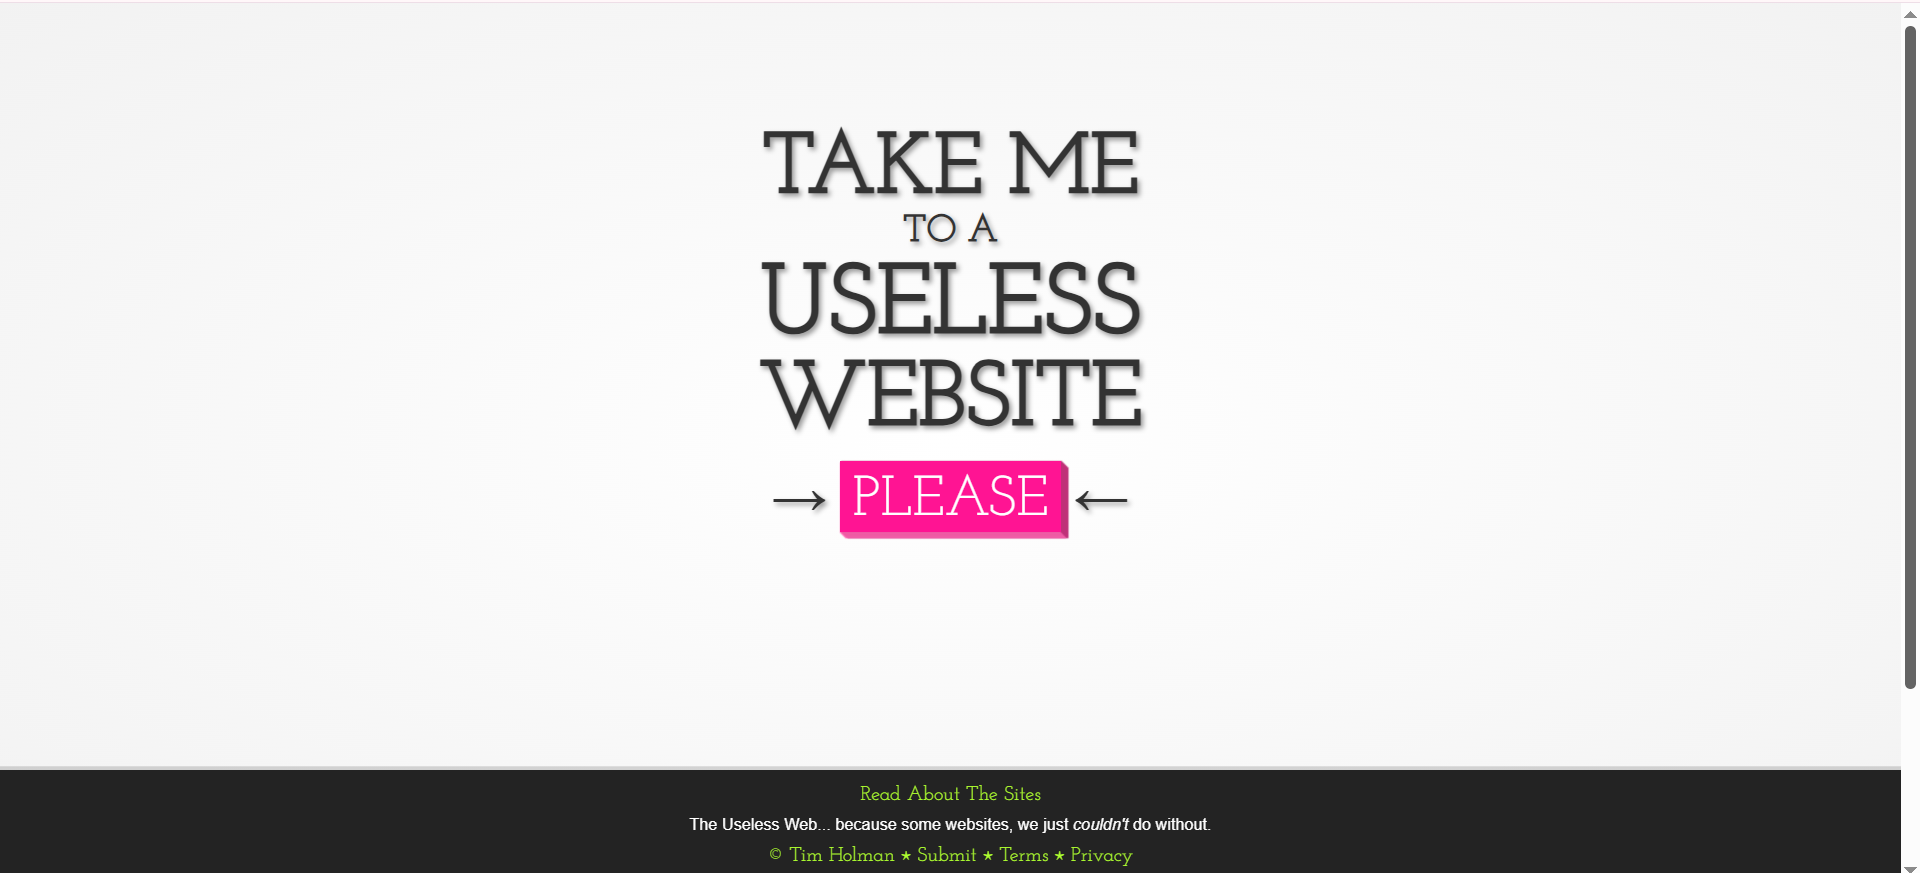 TAKE ME
TO A
USELESS
WEBSITE
→ PLEASE ←
Read About The Sites
The Useless Web... because some websites, we just couldn't do without.
© Tim Holman ★ Submit ★ Terms ★ Privacy